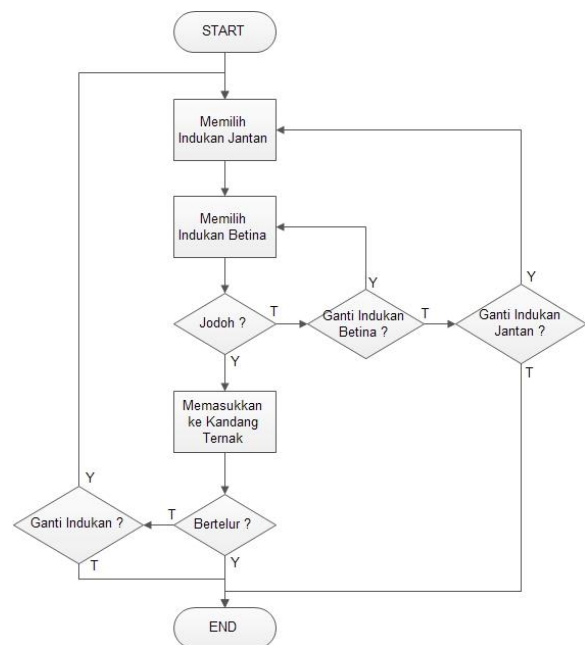 START
Memilih
Indukan Jantan
Memilih
Indukan Betina
Y
Y
Jodoh ?
T
Ganti Indukan
Betina ?
T
Ganti Indukan
Jantan ?
Y
T
Memasukkan
ke Kandang
Ternak
Y
Ganti Indukan ?
T
Bertelur ?
T
Y
END